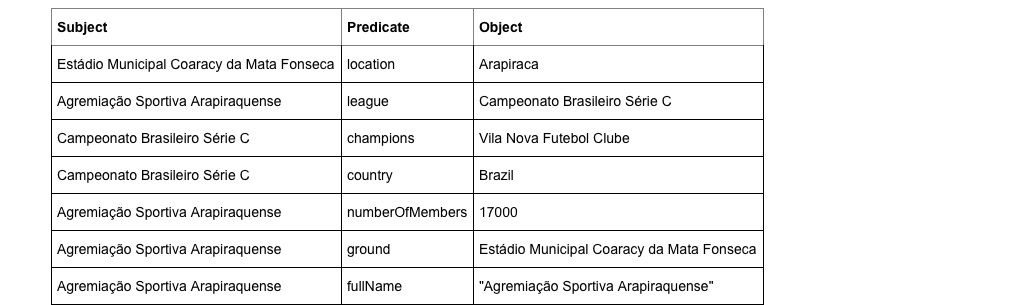 Subject Predicate Object
Estádio Municipal Coaracy da Mata Fonseca location Arapiraca
Agremiação Sportiva Arapiraquense league Campeonato Brasileiro Série C
Campeonato Brasileiro Série C champions Vila Nova Futebol Clube
Campeonato Brasileiro Série C country Brazil
Agremiação Sportiva Arapiraquense numberOfMembers 17000
Agremiação Sportiva Arapiraquense ground Estádio Municipal Coaracy da Mata Fonseca
Agremiação Sportiva Arapiraquense fullName "Agremiação Sportiva Arapiraquense"